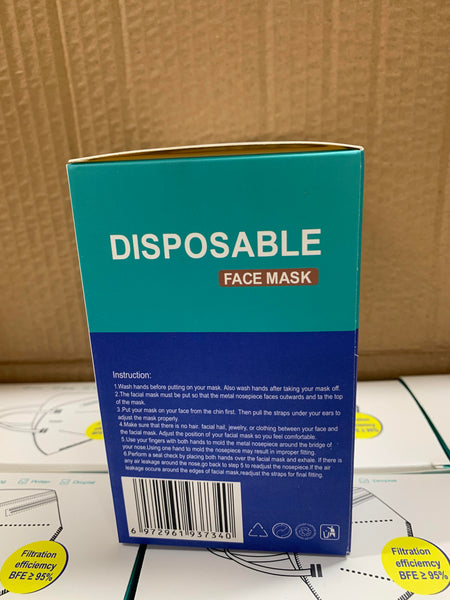 DISPOSABLE
FACE MASK
Instruction:
1.Wash hands before putting on your mask. Also wash hands after taking your mask off.
2.The facial mask must be put so that the metal nosepiece faces outwards and ta the top
of the mask.
3.Put your mask on your face from the chin first. Then pull the straps under your ears to
adjust the mask properly.
4.Make sure that there is no hair. facial hail, jewelry, or clothing between your face and
the facial mask. Adjust the position of your facial mask so you feel comfortable.
5.Use your fingers with both hands to mold the metal nosepiece around the bridge of
your nose.Using one hand to mold the nosepiece may result in improper fitting.
6.Perform a seal check by placing both hands over the facial mask and exhale. If there is
any air leakage around the nose,go back to step 5 to readjust the nosepiece.If the air
leakage occure around the edges of facial mask,readjust the straps for final fitting.
6 972961 937340
Droplet
Droplet
Filtration
efficiency
BFE ≥ 95%
Filtration
efficiency
BFE ≥ 95%